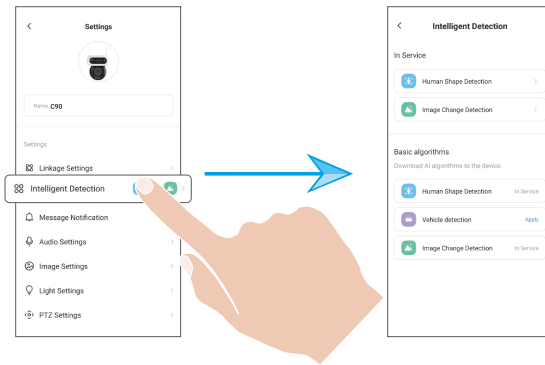 Settings
Name C90
Settings
Linkage Settings
Intelligent Detection
Message Notification
Audio Settings
Image Settings
Light Settings
PTZ Settings
Intelligent Detection
In Service
Human Shape Detection
Image Change Detection
Basic algorithms
Download AI algorithms to the device.
Human Shape Detection In Service
Vehicle detection Apply
Image Change Detection In Service